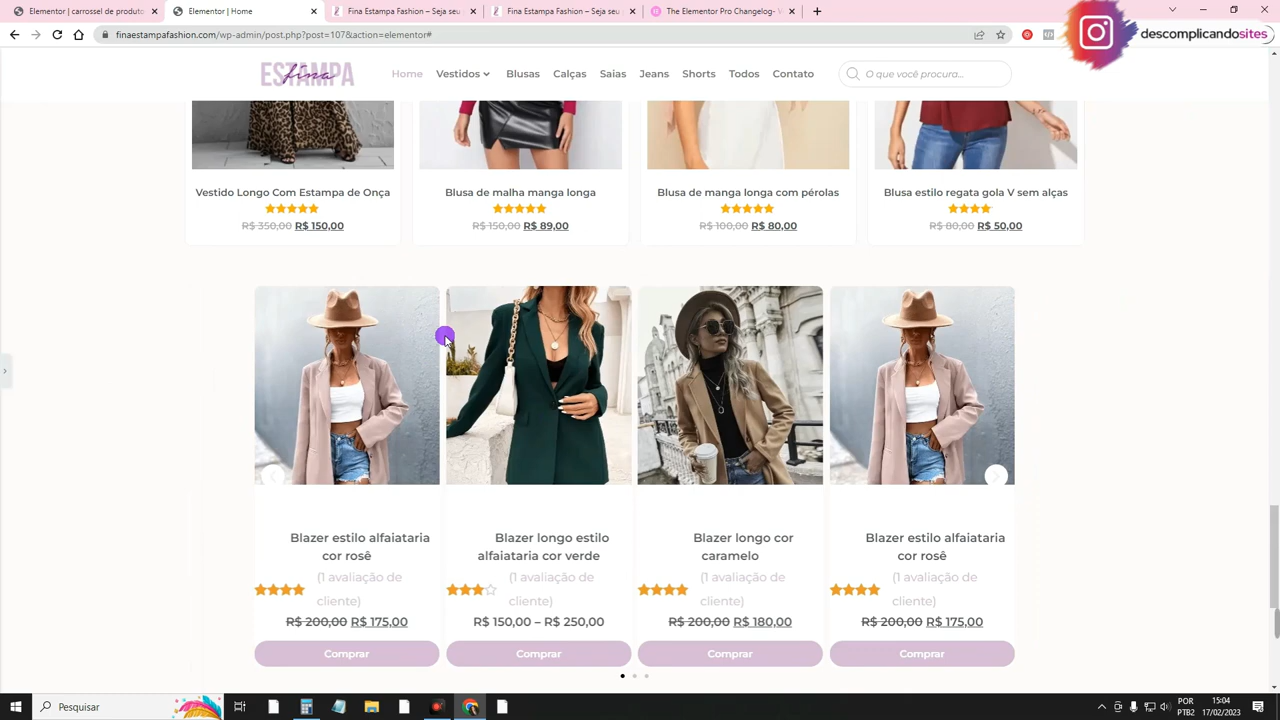 Elementor | carrossel de produto
Elementor | Home
Estampa Fashion – Seja seu
Fina Estampa Fashion – Seja seu
The Elementor Pro Changelog- V
finaestampafashion.com/wp-admin/post.php?post=107&action=elementor#
descomplicandosites
ESTAMPA
fina
Home
Vestidos
Blusas
Calças
Saias
Jeans
Shorts
Todos
Contato
O que você procura...
Vestido Longo Com Estampa de Onça
R$ 350,00 R$ 150,00
Blusa de malha manga longa
R$ 150,00 R$ 89,00
Blusa de manga longa com pérolas
R$ 100,00 R$ 80,00
Blusa estilo regata gola V sem alças
R$ 80,00 R$ 50,00
Blazer estilo alfaiataria
cor rosê
(1 avaliação de
cliente)
R$ 200,00 R$ 175,00
Comprar
Blazer longo estilo
alfaiataria cor verde
(1 avaliação de
cliente)
R$ 150,00 – R$ 250,00
Comprar
Blazer longo cor
caramelo
(1 avaliação de
cliente)
R$ 200,00 R$ 180,00
Comprar
Blazer estilo alfaiataria
cor rosê
(1 avaliação de
cliente)
R$ 200,00 R$ 175,00
Comprar
Pesquisar
POR
PTB2
15:04
17/02/2023